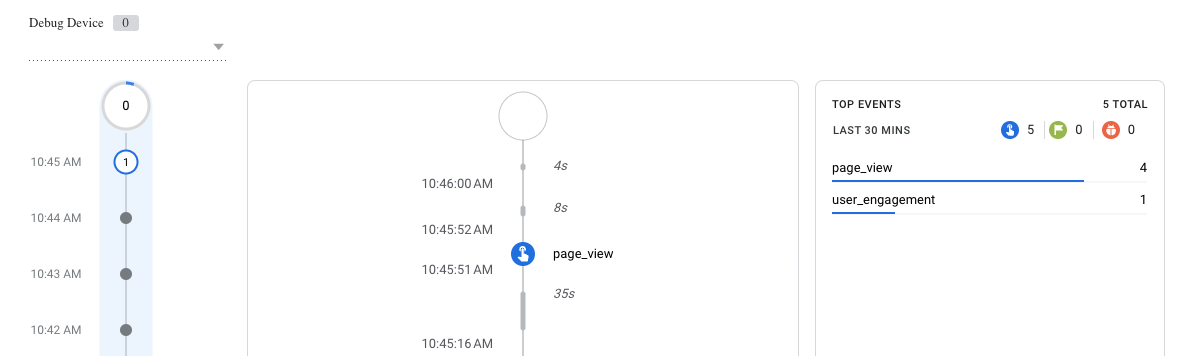 Debug Device 0
0
10:45 AM 1
10:44 AM
10:43 AM
10:42 AM
4s
10:46:00 AM
8s
10:45:52 AM
page_view
10:45:51 AM
35s
10:45:16 AM
TOP EVENTS 5 TOTAL
LAST 30 MINS 5 0 0
page_view 4
user_engagement 1